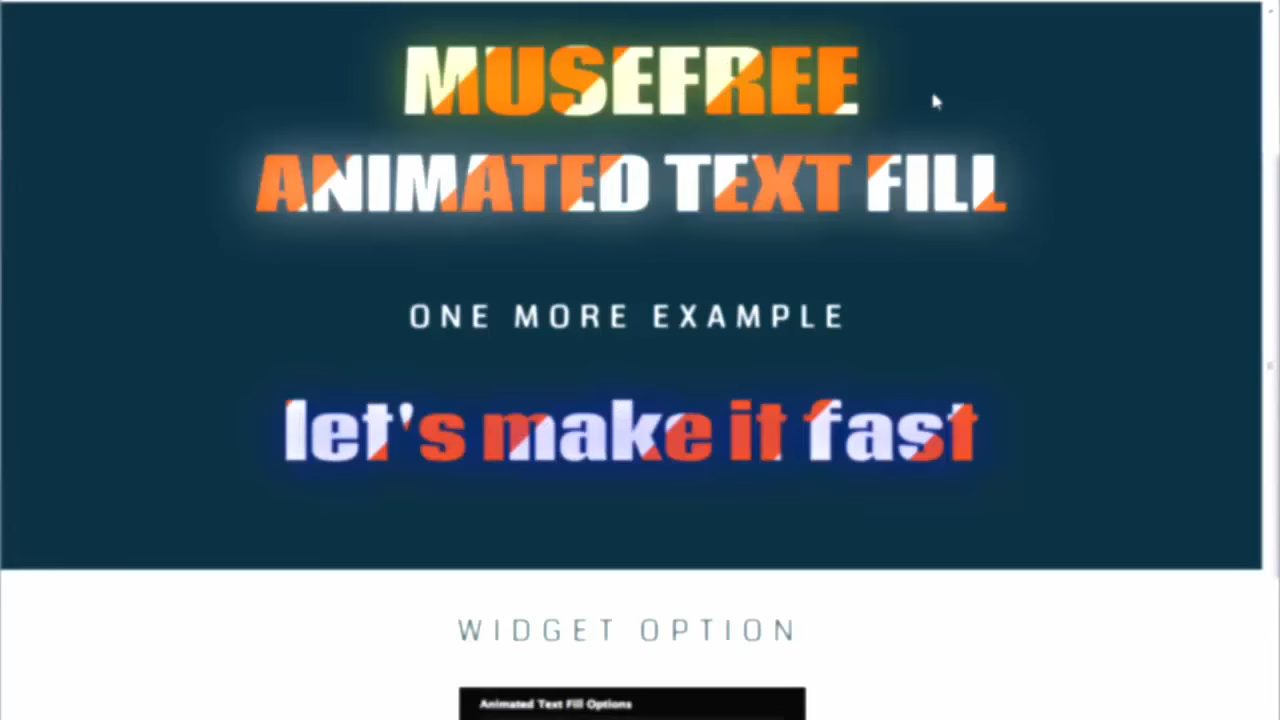 MUSEFREE
ANIMATED TEXT FILL
ONE MORE EXAMPLE
let's make it fast
WIDGET OPTION
Animated Text Fill Options